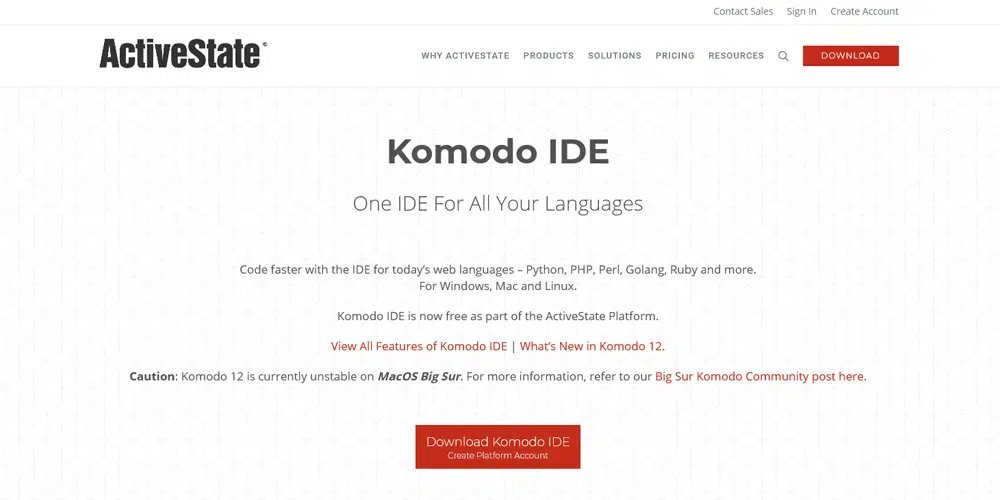 Contact Sales Sign In Create Account
ActiveState®
WHY ACTIVESTATE PRODUCTS SOLUTIONS PRICING RESOURCES DOWNLOAD
Komodo IDE
One IDE For All Your Languages
Code faster with the IDE for today’s web languages – Python, PHP, Perl, Golang, Ruby and more.
For Windows, Mac and Linux.
Komodo IDE is now free as part of the ActiveState Platform.
View All Features of Komodo IDE | What’s New in Komodo 12.
Caution: Komodo 12 is currently unstable on MacOS Big Sur. For more information, refer to our Big Sur Komodo Community post here.
Download Komodo IDE
Create Platform Account